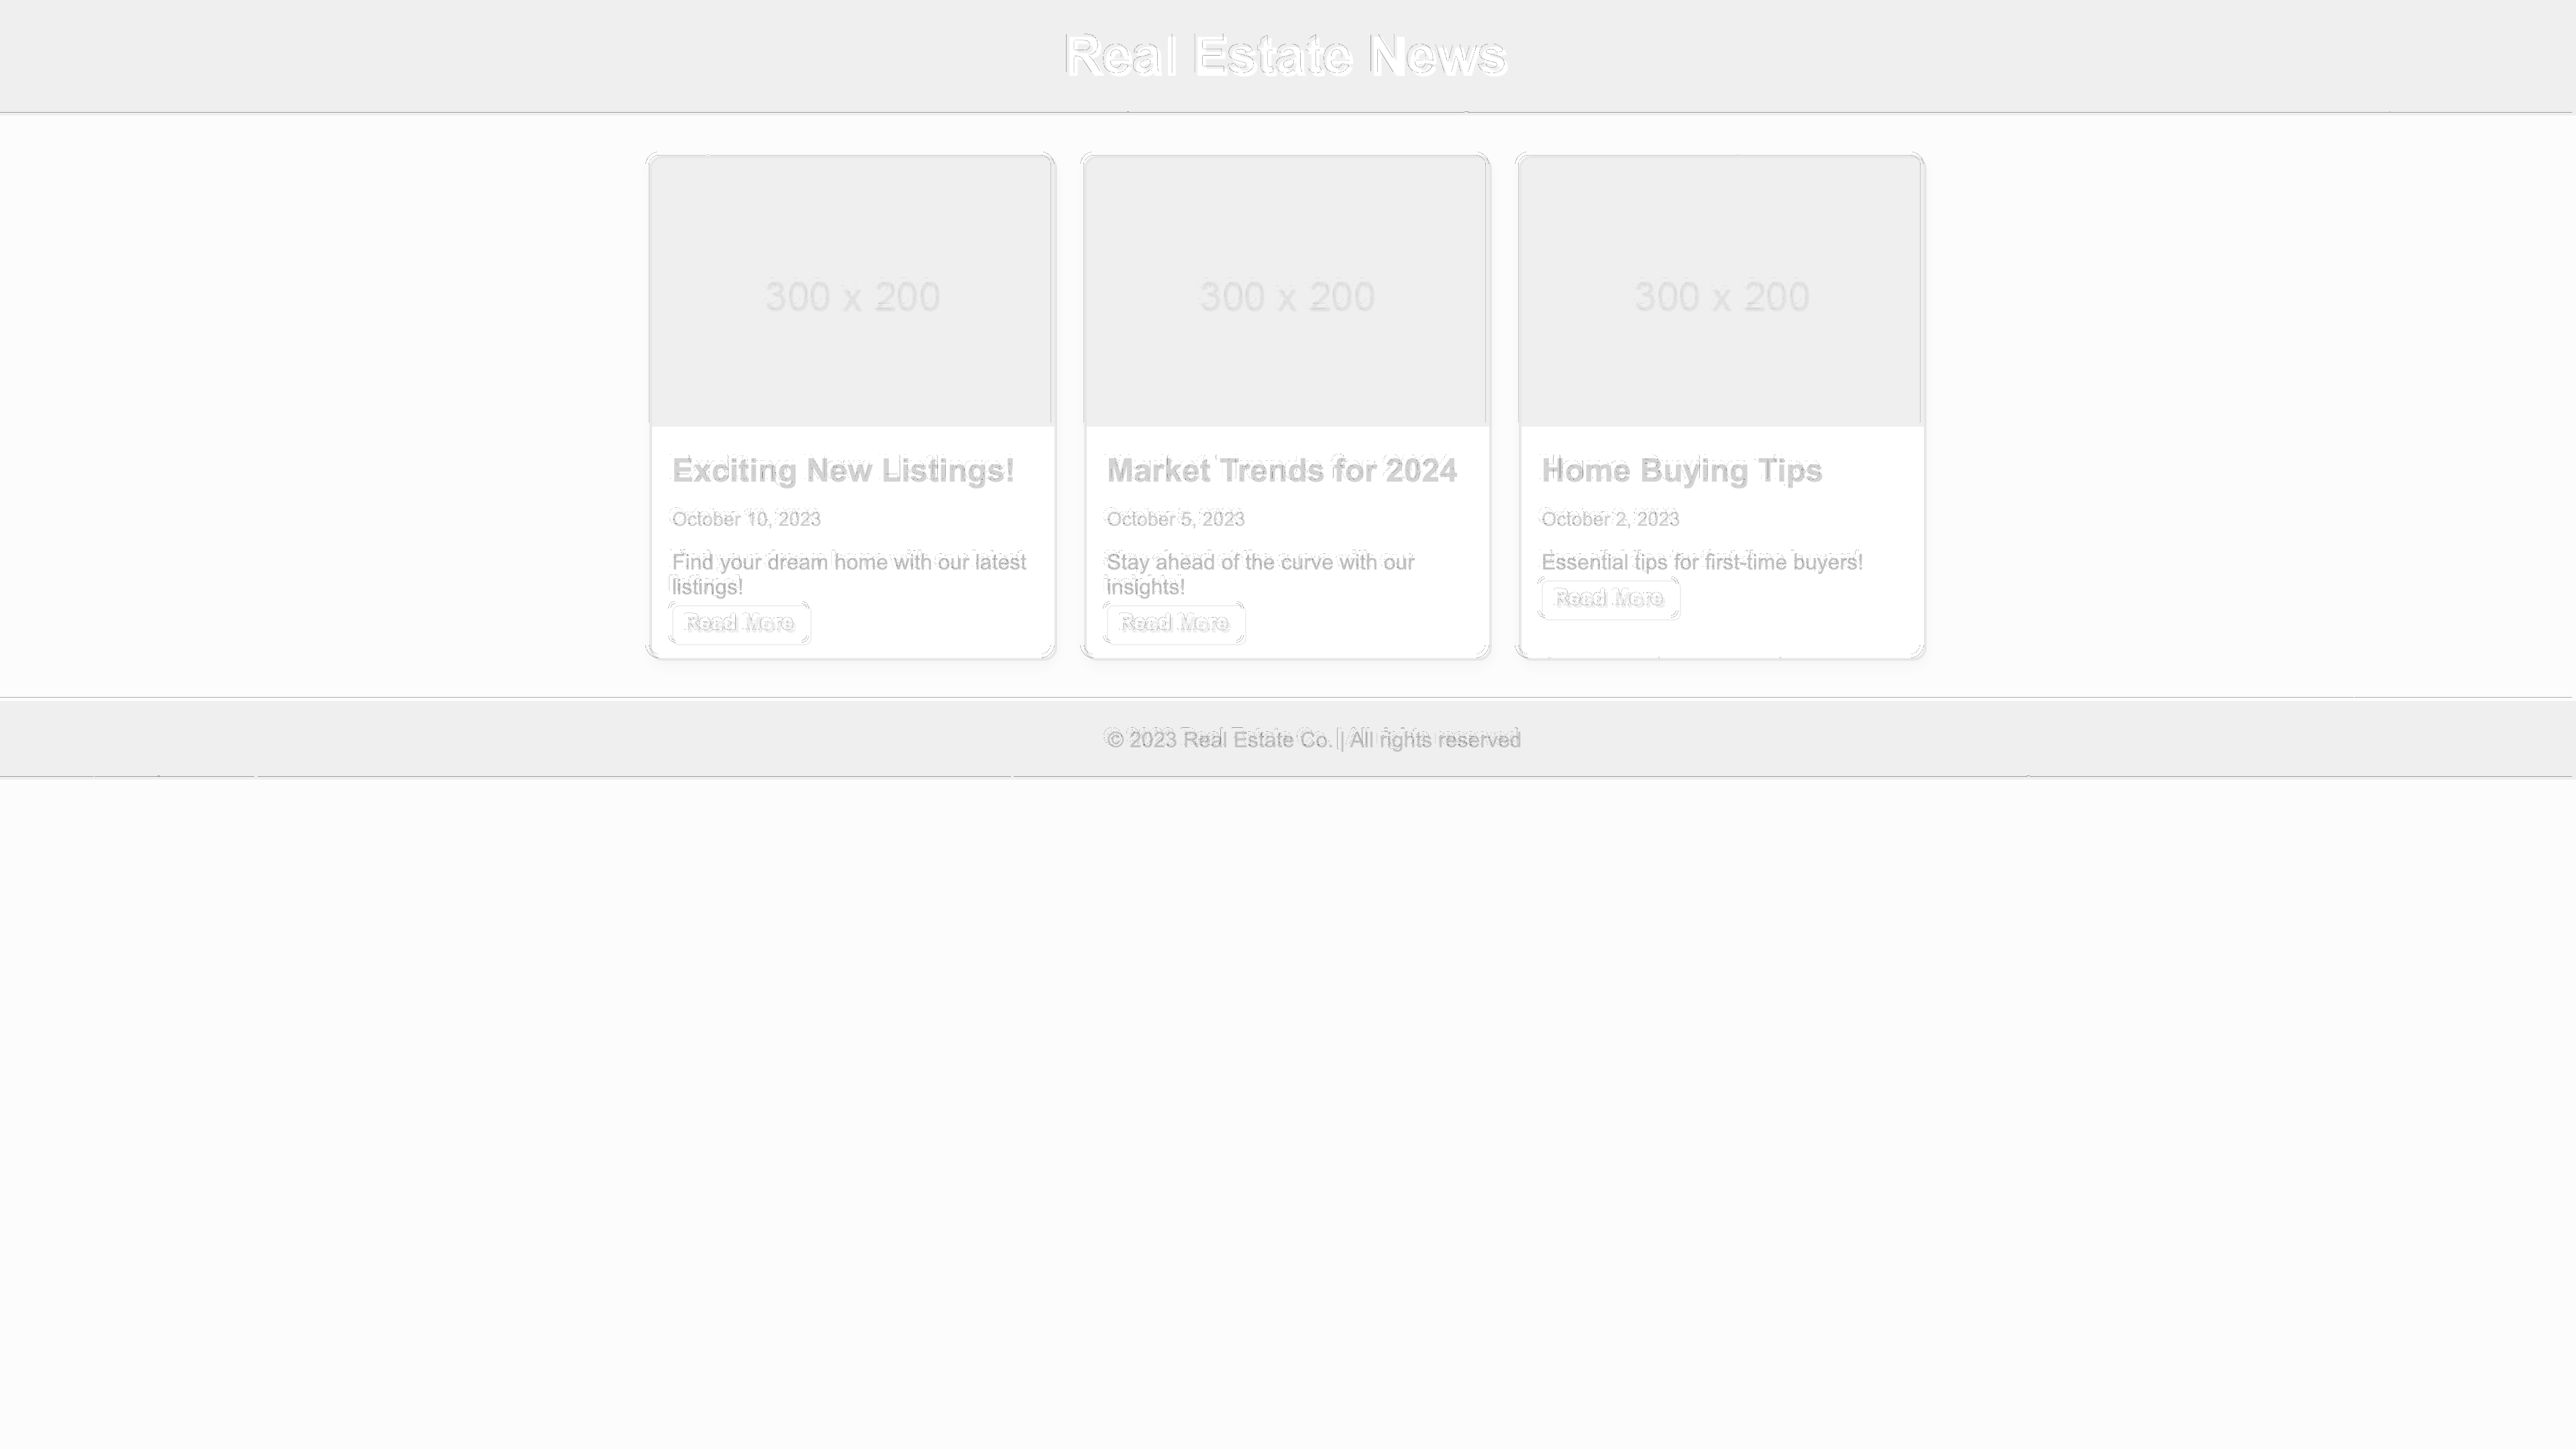 Real Estate News
300 x 200
300 x 200
300 x 200
Exciting New Listings!
October 10, 2023
Find your dream home with our latest
listings!
Read More
Market Trends for 2024
October 5, 2023
Stay ahead of the curve with our
insights!
Read More
Home Buying Tips
October 2, 2023
Essential tips for first-time buyers!
Read More
© 2023 Real Estate Co. | All rights reserved